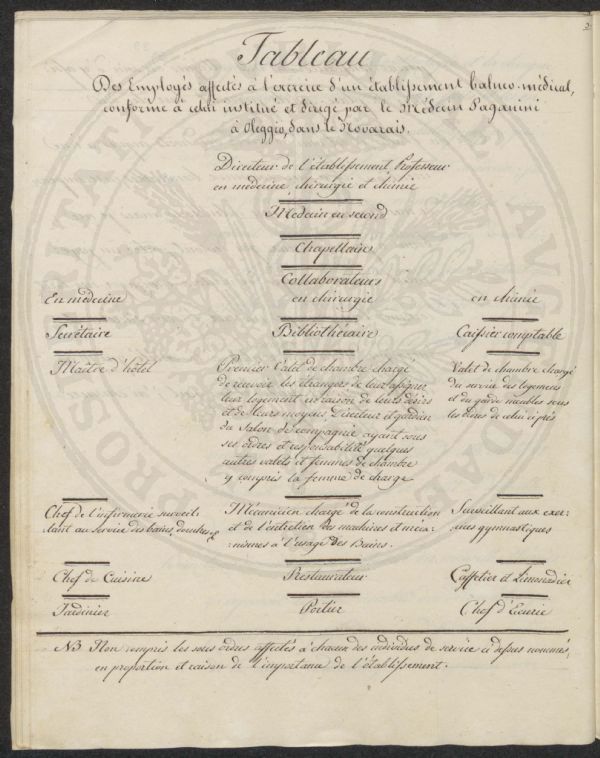 Tableau
Des Employés affectés à l'exercice d'un établissement balneo-médical,
conforme à celui institué et dirigé par le Médecin Paganini
à Oleggio, dans le Novarais.
Directeur de l'établissement, Professeur
en médecine, chirurgie et chimie
Médecin en second
Chapellain
Collaborateurs
En médecine
en chirurgie
en chimie
Secrétaire
Bibliothécaire
Caissier comptable
Maître d'hôtel
Premier Valet de chambre chargé
de recevoir les étrangers de leur assigner
leur logement en raison de leurs désirs
et de leurs moyens, Directeur et gardien
du Salon de compagnie ayant sous
ses ordres et responsabilité quelques
autres valets et femmes de chambre
y compris la femme de charge
Valet de chambre chargé
du service des logemens
et du garde meubles sous
les ordres de celui ci près
Chef de l'infirmerie surveil-
lant au service des bains, douches &
Mécanicien chargé de la construction
et de l'entretien des machines et méca-
nismes à l'usage des Bains.
Surveillant aux exer-
cices gymnastiques
Chef de Cuisine
Restaurateur
Caffetier et Limonadier
Jardinier
Portier
Chef d'Ecurie
NB Non compris les sous ordres affectés à chacun des individus de service ci dessus nommés,
en proportion et raison de l'importance de l'établissement.